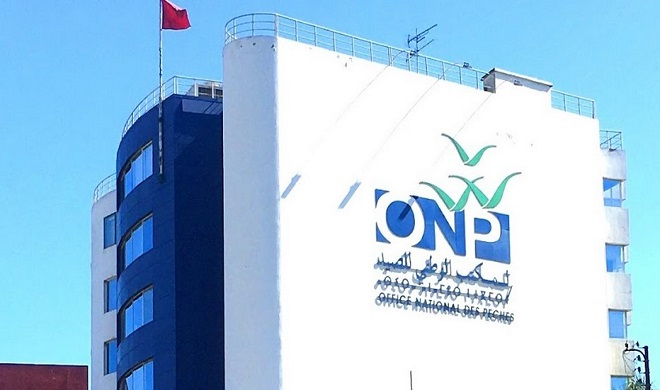 ONP
المكتب الوطني للصيد
OFFICE NATIONAL DES PECHES